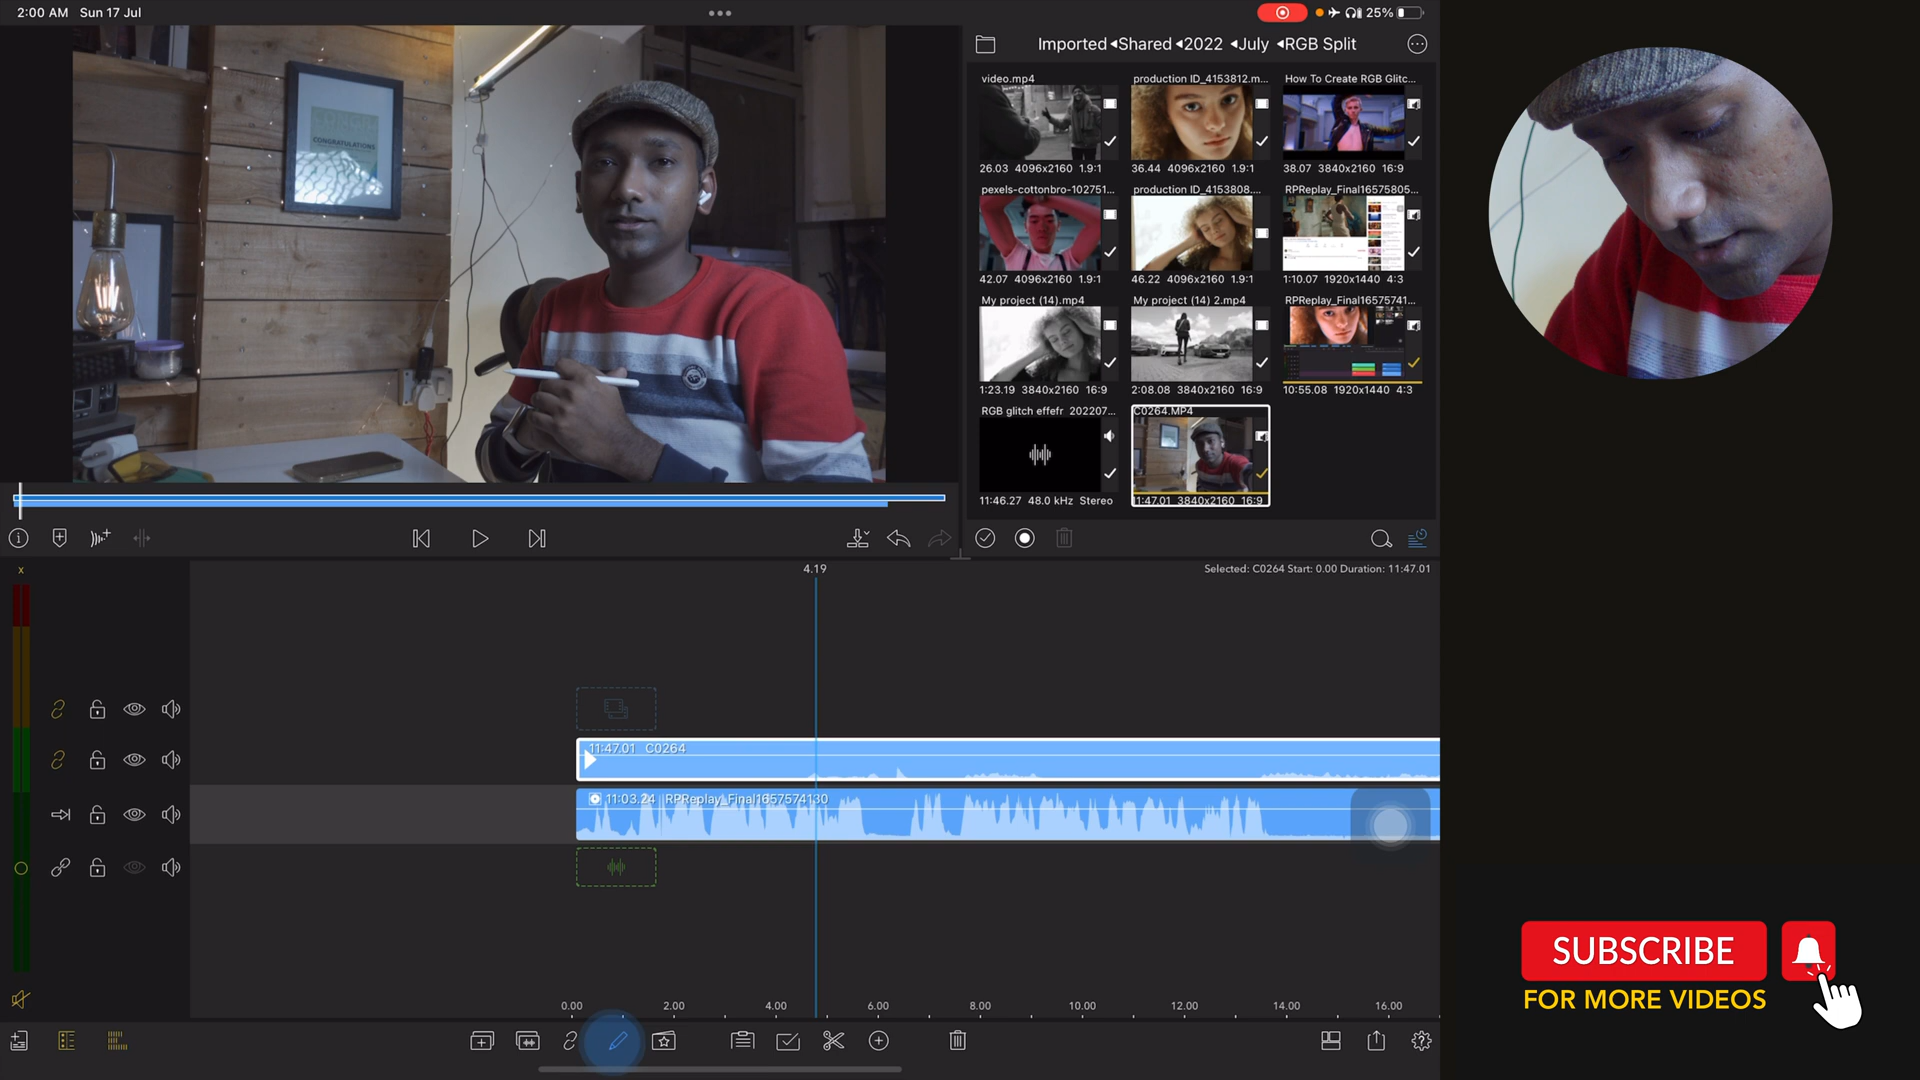 2:00 AM Sun 17 Jul
25%
CONGRATULATIONS
Imported Shared 2022 July RGB Split
video.mp4
production ID_4153812.m...
How To Create RGB Glitc...
26.03 4096x2160 1.9:1
36.44 4096x2160 1.9:1
38.07 3840x2160 16:9
pexels-cottonbro-102751...
production ID_4153808....
RPReplay_Final16575805...
42.07 4096x2160 1.9:1
46.22 4096x2160 1.9:1
1:10.07 1920x1440 4:3
My project (14).mp4
My project (14) 2.mp4
RPReplay_Final16575741...
1:23.19 3840x2160 16:9
2:08.08 3840x2160 16:9
10:55.08 1920x1440 4:3
RGB glitch effefr 202207...
C0264.MP4
11:46.27 48.0 kHz Stereo
11:47.01 3840x2160 16:9
x
4.19
Selected: C0264 Start: 0.00 Duration: 11:47.01
11:47.01 C0264
11:03.24 RPReplay_Final1657574130
0.00 2.00 4.00 6.00 8.00 10.00 12.00 14.00 16.00
SUBSCRIBE
FOR MORE VIDEOS